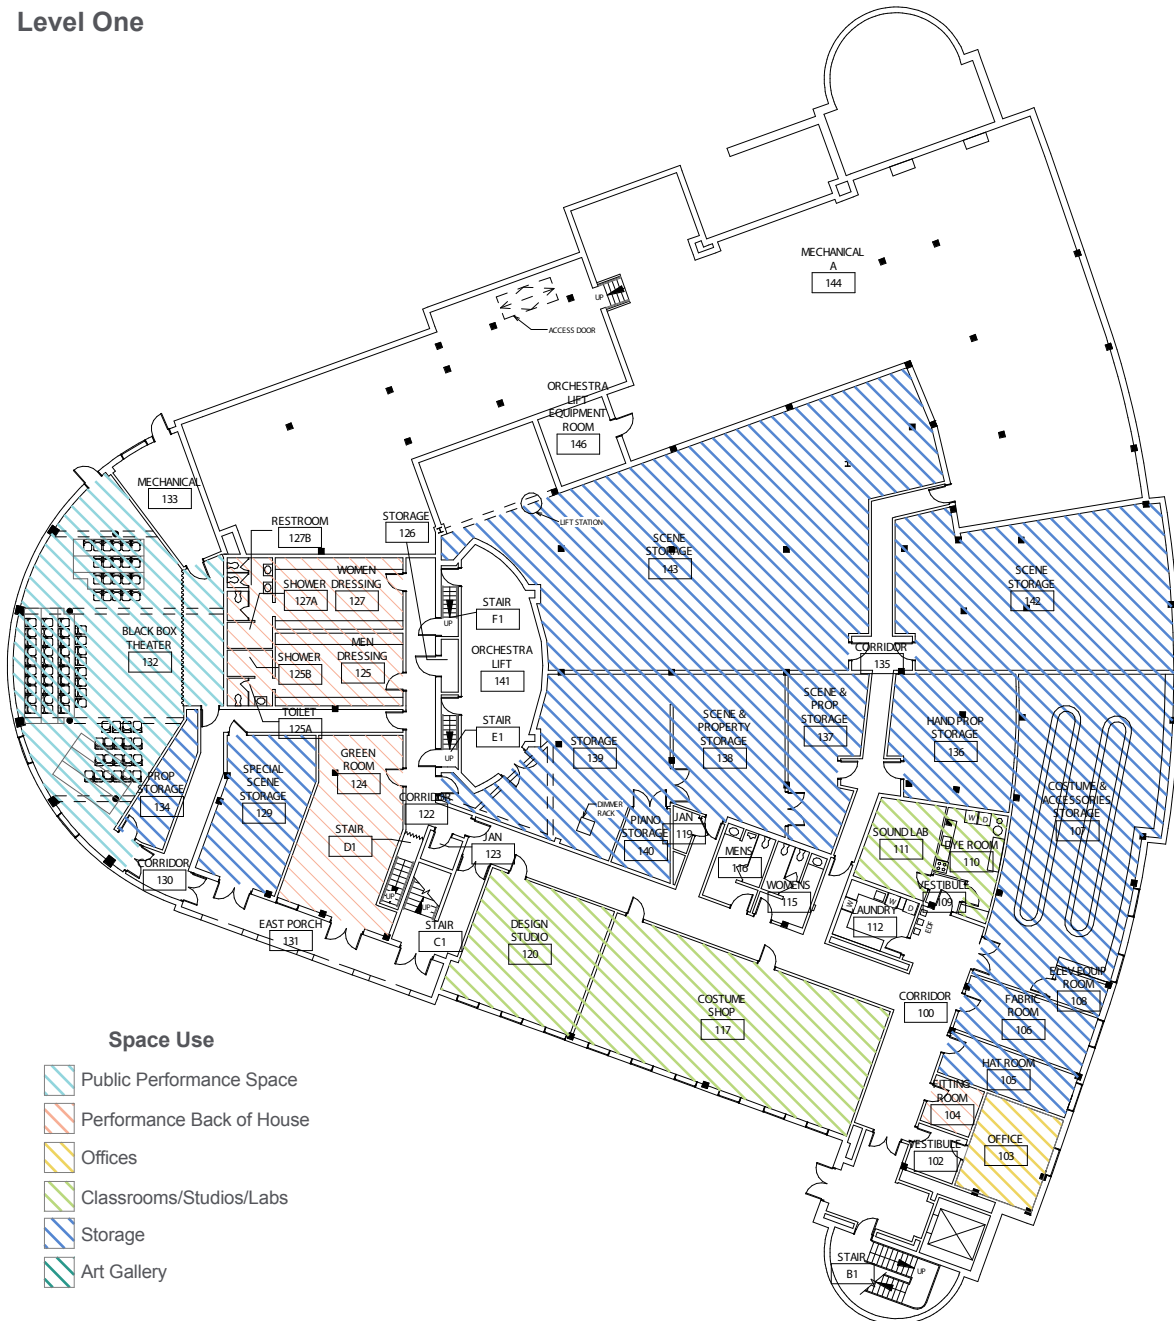 Level One
MECHANICAL
A
144
UP
ACCESS DOOR
ORCHESTRA
LIFT
EQUIPMENT
ROOM
146
MECHANICAL
133
STORAGE
126
RESTROOM
127B
LIFT STATION
SCENE
STORAGE
143
SCENE
STORAGE
142
WOMEN
DRESSING
127
SHOWER
127A
STAIR
F1
UP
BLACK BOX
THEATER
132
MEN
DRESSING
125
SHOWER
125B
ORCHESTRA
LIFT
141
CORRIDOR
135
TOILET
125A
STAIR
E1
UP
SCENE &
PROP
STORAGE
137
SCENE &
PROPERTY
STORAGE
138
HAND PROP
STORAGE
136
STORAGE
139
GREEN
ROOM
124
SPECIAL
SCENE
STORAGE
129
PROP
STORAGE
134
COSTUME &
ACCESSORIES
STORAGE
107
CORRIDOR
122
DIMMER
RACK
PIANO
STORAGE
140
JAN
119
W
D
SOUND LAB
111
DYE ROOM
110
STAIR
D1
JAN
123
MENS
116
WOMENS
115
CORRIDOR
130
UP
UP
VESTIBULE
109
W
W
D
LAUNDRY
112
EDF
EAST PORCH
131
STAIR
C1
DESIGN
STUDIO
120
COSTUME
SHOP
117
CORRIDOR
100
ELEV EQUIP
ROOM
108
FABRIC
ROOM
106
HAT ROOM
105
FITTING
ROOM
104
OFFICE
103
VESTIBULE
102
STAIR
B1
UP
Space Use
Public Performance Space
Performance Back of House
Offices
Classrooms/Studios/Labs
Storage
Art Gallery